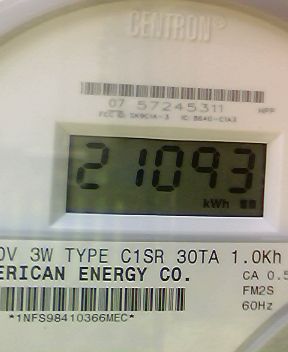 CENTRON®
07 57245311
FCC ID: SK9C1A-3 IC: 864G-C1A3
21093
kWh
0V 3W TYPE C1SR 30TA 1.0Kh
ERICAN ENERGY CO.
CA 0.5
FM2S
60Hz
*1NFS98410366MEC*